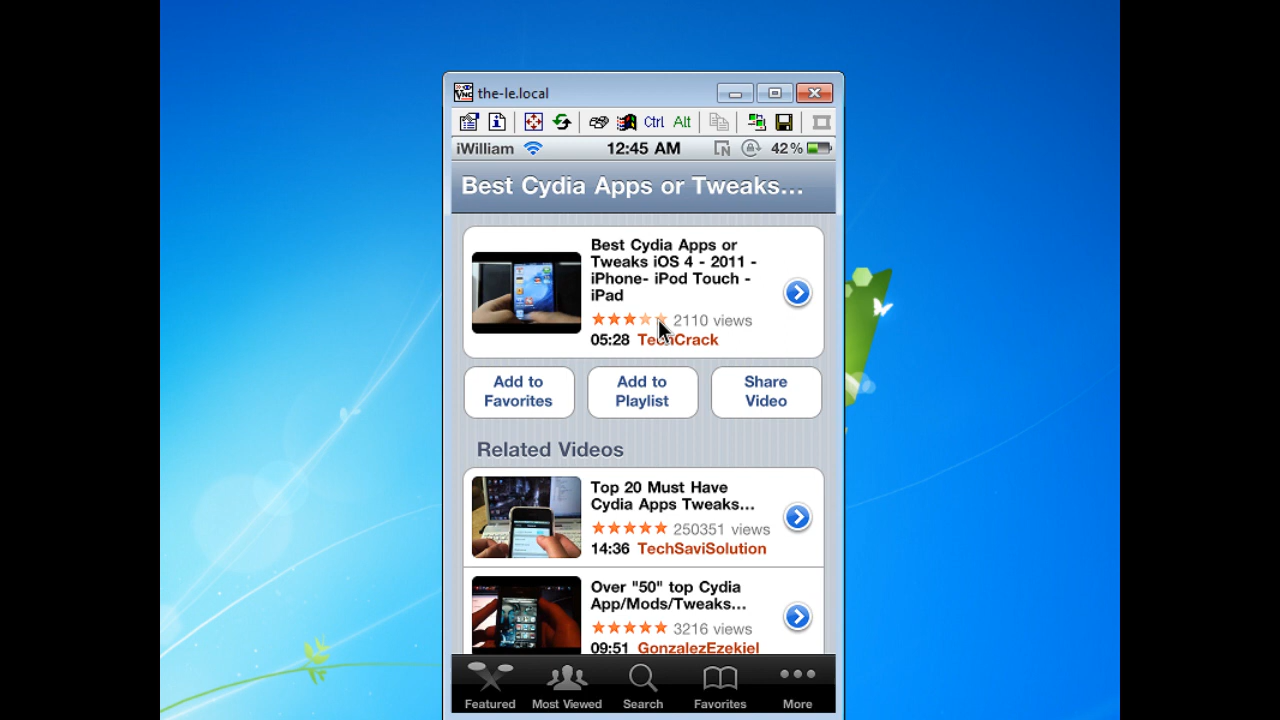 the-le.local
Ctrl Alt
iWilliam 12:45 AM 42%
Best Cydia Apps or Tweaks...
Best Cydia Apps or
Tweaks iOS 4 - 2011 -
iPhone- iPod Touch -
iPad
2110 views
05:28 TechCrack
Add to
Favorites
Add to
Playlist
Share
Video
Related Videos
Top 20 Must Have
Cydia Apps Tweaks...
250351 views
14:36 TechSaviSolution
Over "50" top Cydia
App/Mods/Tweaks...
3216 views
09:51 GonzalezEzekiel
Featured Most Viewed Search Favorites More